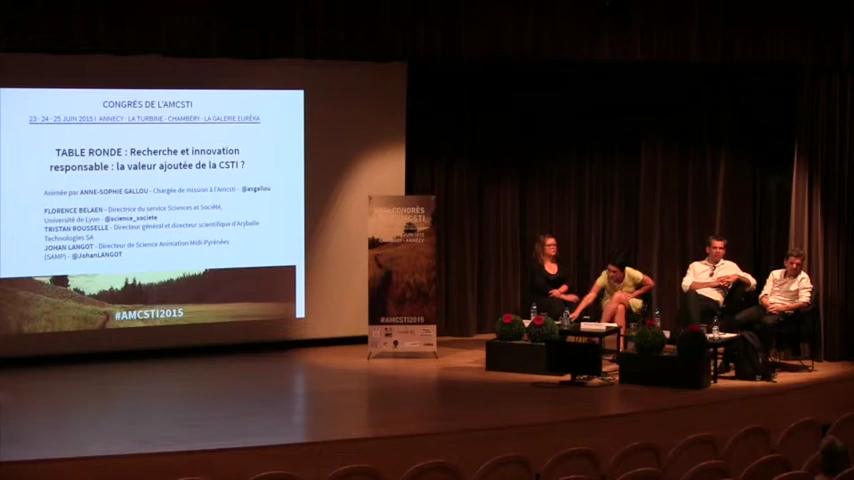 CONGRÈS DE L'AMCSTI
23 - 24 - 25 JUIN 2015 I ANNECY · LA TURBINE - CHAMBÉRY · LA GALERIE EURÊKA
TABLE RONDE : Recherche et innovation
responsable : la valeur ajoutée de la CSTI ?
Animée par ANNE-SOPHIE GALLOU - Chargée de mission à l'Amcsti - @asgallou
FLORENCE BELAEN - Directrice du service Sciences et Société,
Université de Lyon - @science_societe
TRISTAN ROUSSELLE - Directeur général et directeur scientifique d'Aryballe
Technologies SA
JOHAN LANGOT - Directeur de Science Animation Midi-Pyrénées
(SAMP) - @JohanLANGOT
#AMCSTI2015
CONGRÈS
#AMCSTI2015